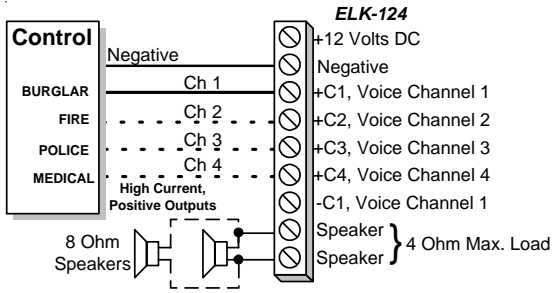 ELK-124
Control
+12 Volts DC
Negative
Negative
Ch 1
BURGLAR
+C1, Voice Channel 1
Ch 2
FIRE
+C2, Voice Channel 2
Ch 3
POLICE
+C3, Voice Channel 3
Ch 4
MEDICAL
+C4, Voice Channel 4
High Current,
Positive Outputs
-C1, Voice Channel 1
8 Ohm
Speakers
Speaker
Speaker
} 4 Ohm Max. Load